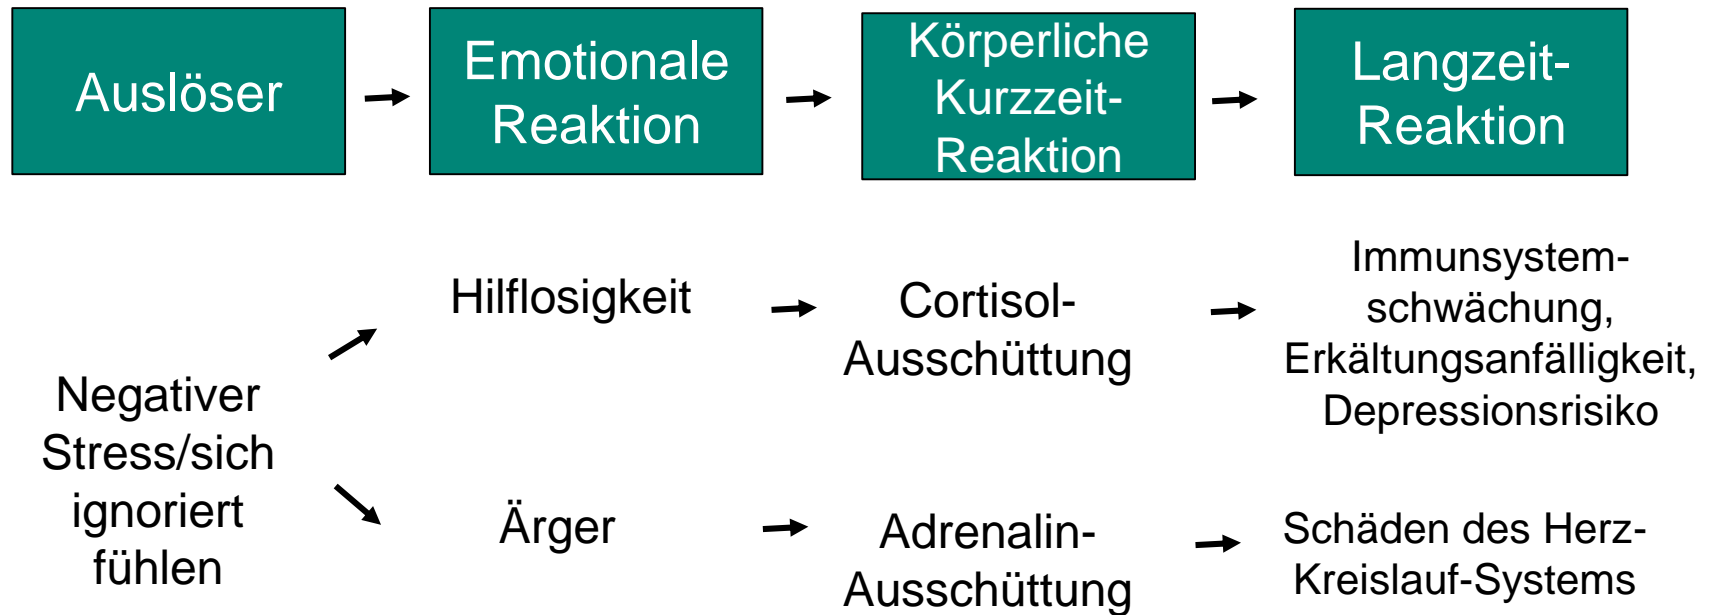 Auslöser
Emotionale
Reaktion
Körperliche
Kurzzeit-
Reaktion
Langzeit-
Reaktion
Negativer
Stress/sich
ignoriert
fühlen
Hilflosigkeit
Cortisol-
Ausschüttung
Immunsystem-
schwächung,
Erkältungsanfälligkeit,
Depressionsrisiko
Ärger
Adrenalin-
Ausschüttung
Schäden des Herz-
Kreislauf-Systems